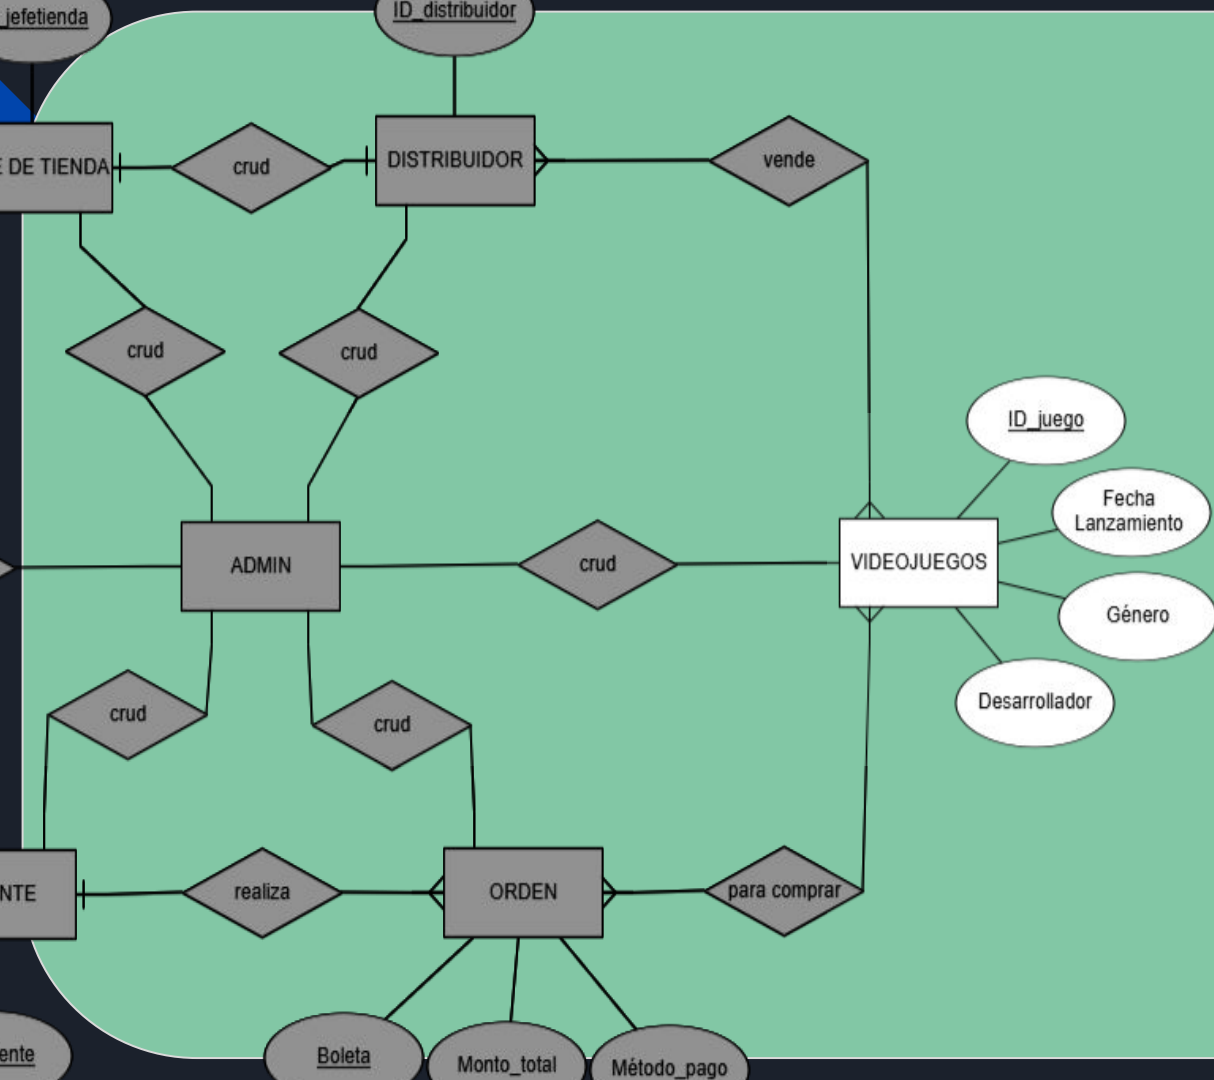 _jefetienda
ID_distribuidor
E DE TIENDA
crud
DISTRIBUIDOR
vende
crud
crud
ID_juego
Fecha
Lanzamiento
ADMIN
crud
VIDEOJUEGOS
Género
Desarrollador
crud
crud
NTE
realiza
ORDEN
para comprar
ente
Boleta
Monto_total
Método_pago